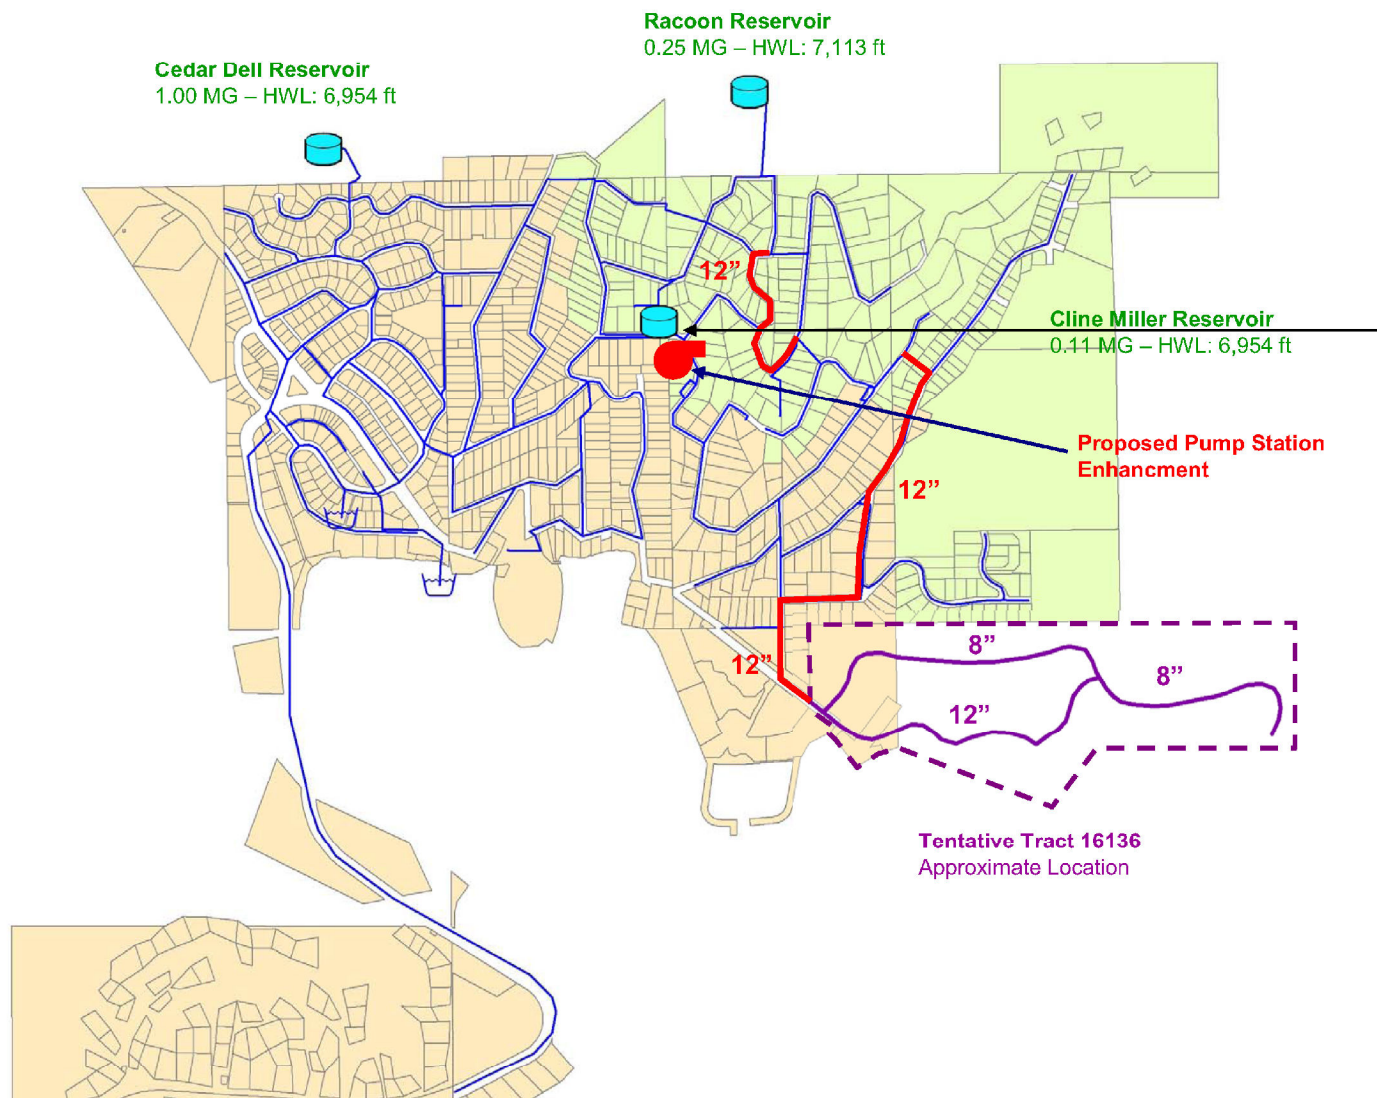 Racoon Reservoir
0.25 MG – HWL: 7,113 ft
Cedar Dell Reservoir
1.00 MG – HWL: 6,954 ft
12”
Cline Miller Reservoir
0.11 MG – HWL: 6,954 ft
Proposed Pump Station
Enhancment
12”
12”
8”
8”
12”
Tentative Tract 16136
Approximate Location